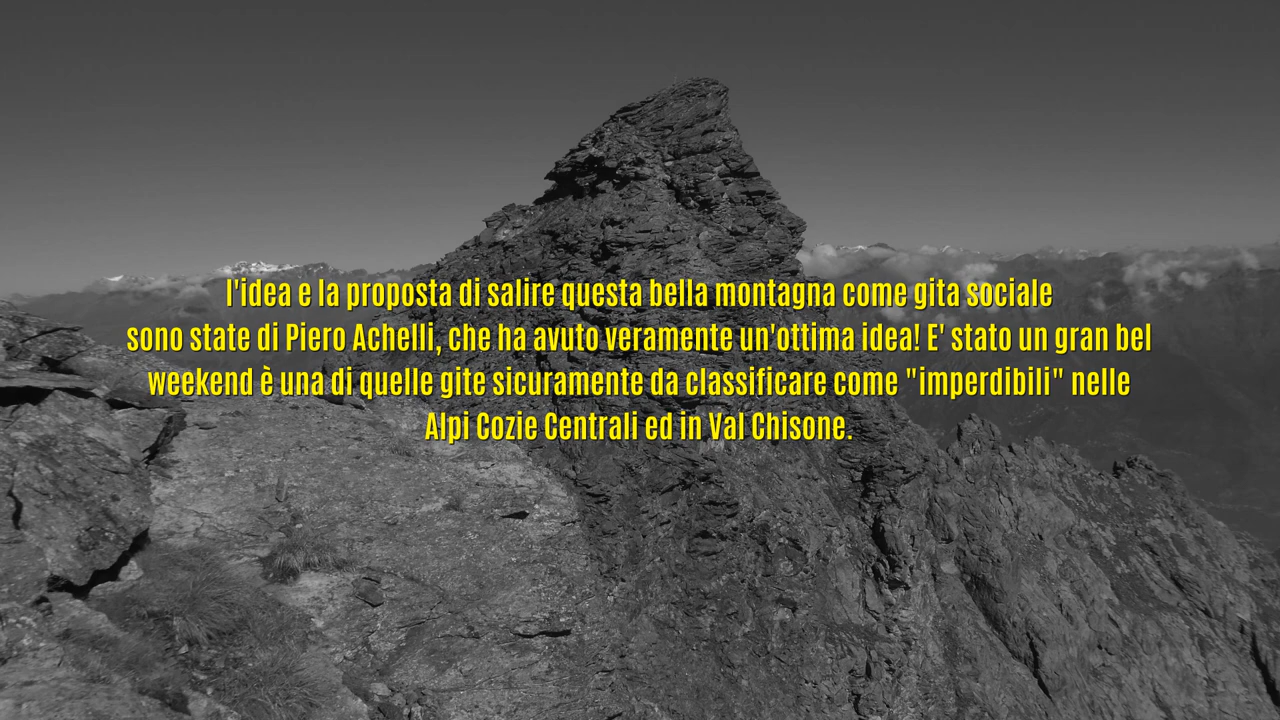 l'idea e la proposta di salire questa bella montagna come gita sociale
sono state di Piero Achelli, che ha avuto veramente un'ottima idea! E' stato un gran bel
weekend è una di quelle gite sicuramente da classificare come "imperdibili" nelle
Alpi Cozie Centrali ed in Val Chisone.